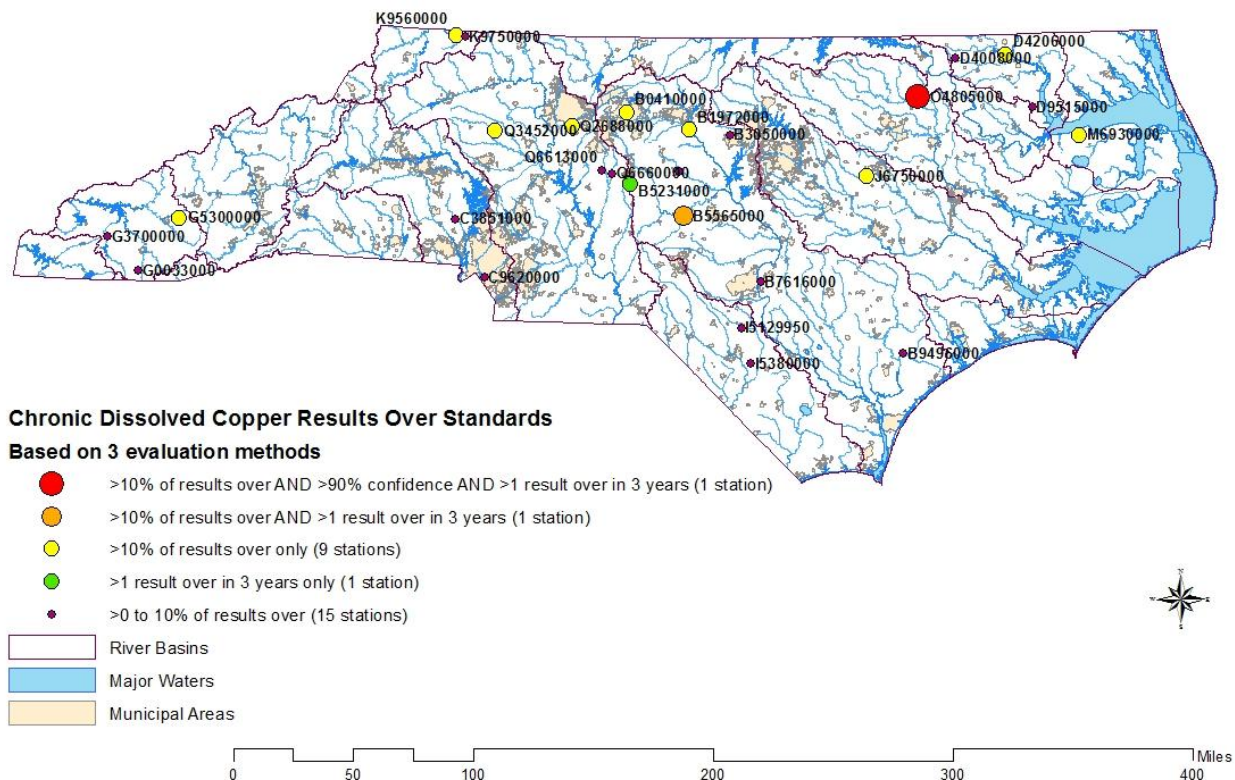 K9560000
K9750000
D4206000
D4008000
O4805000
D9515000
B0410000
B1972000
Q3452000
Q2688000
B3050000
M6930000
Q6613000
Q6660000
J6750000
B5231000
G5300000
C3851000
B5565000
G3700000
G0033000
C9620000
B7616000
I5129950
I5380000
B9496000
Chronic Dissolved Copper Results Over Standards
Based on 3 evaluation methods
>10% of results over AND >90% confidence AND >1 result over in 3 years (1 station)
>10% of results over AND >1 result over in 3 years (1 station)
>10% of results over only (9 stations)
>1 result over in 3 years only (1 station)
>0 to 10% of results over (15 stations)
River Basins
Major Waters
Municipal Areas
Miles
0 50 100 200 300 400